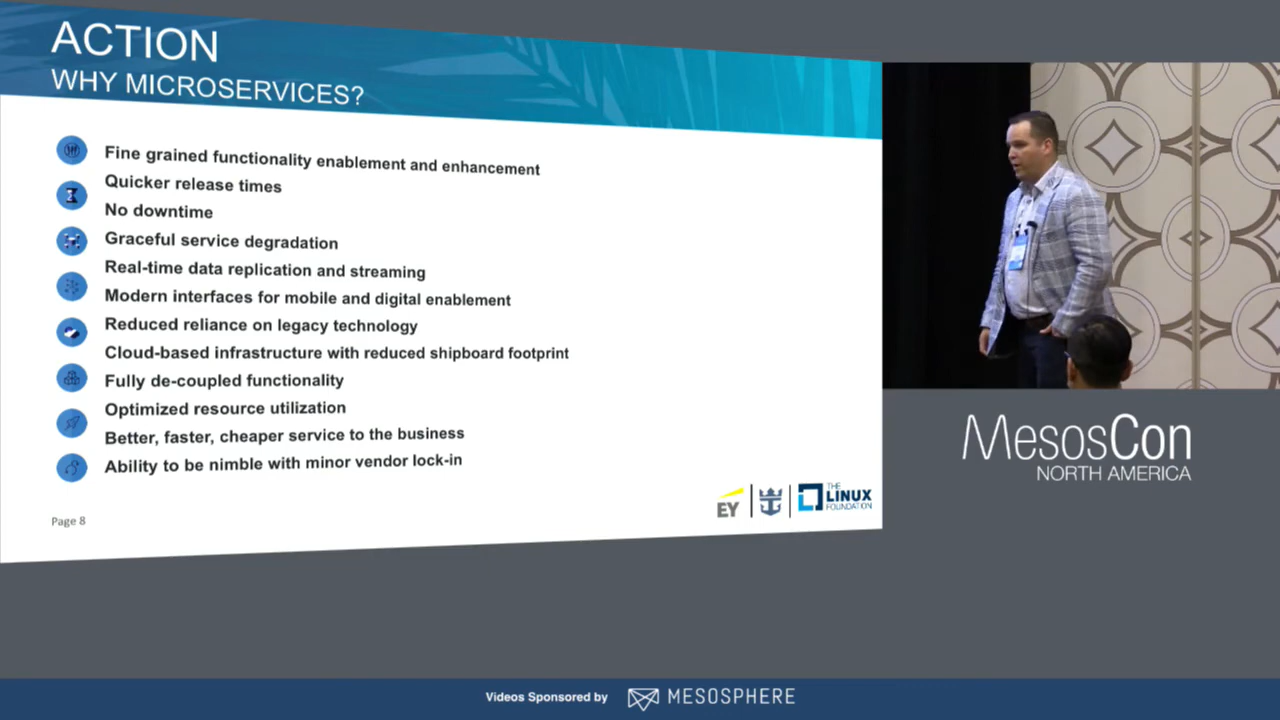 ACTION
WHY MICROSERVICES?
Fine grained functionality enablement and enhancement
Quicker release times
No downtime
Graceful service degradation
Real-time data replication and streaming
Modern interfaces for mobile and digital enablement
Reduced reliance on legacy technology
Cloud-based infrastructure with reduced shipboard footprint
Fully de-coupled functionality
Optimized resource utilization
Better, faster, cheaper service to the business
Ability to be nimble with minor vendor lock-in
Page 8
EY
THE
LINUX
FOUNDATION
MesosCon
NORTH AMERICA
Videos Sponsored by
MESOSPHERE